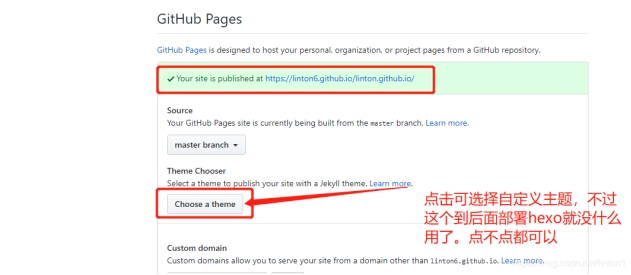 GitHub Pages
GitHub Pages is designed to host your personal, organization, or project pages from a GitHub repository.
✔ Your site is published at https://linton6.github.io/linton.github.io/
Source
Your GitHub Pages site is currently being built from the master branch. Learn more.
master branch
Theme Chooser
Select a theme to publish your site with a Jekyll theme. Learn more.
Choose a theme
点击可选择自定义主题，不过
这个到后面部署hexo就没什么
用了。点不点都可以
Custom domain
Custom domains allow you to serve your site from a domain other than linton6.github.io. Learn more.